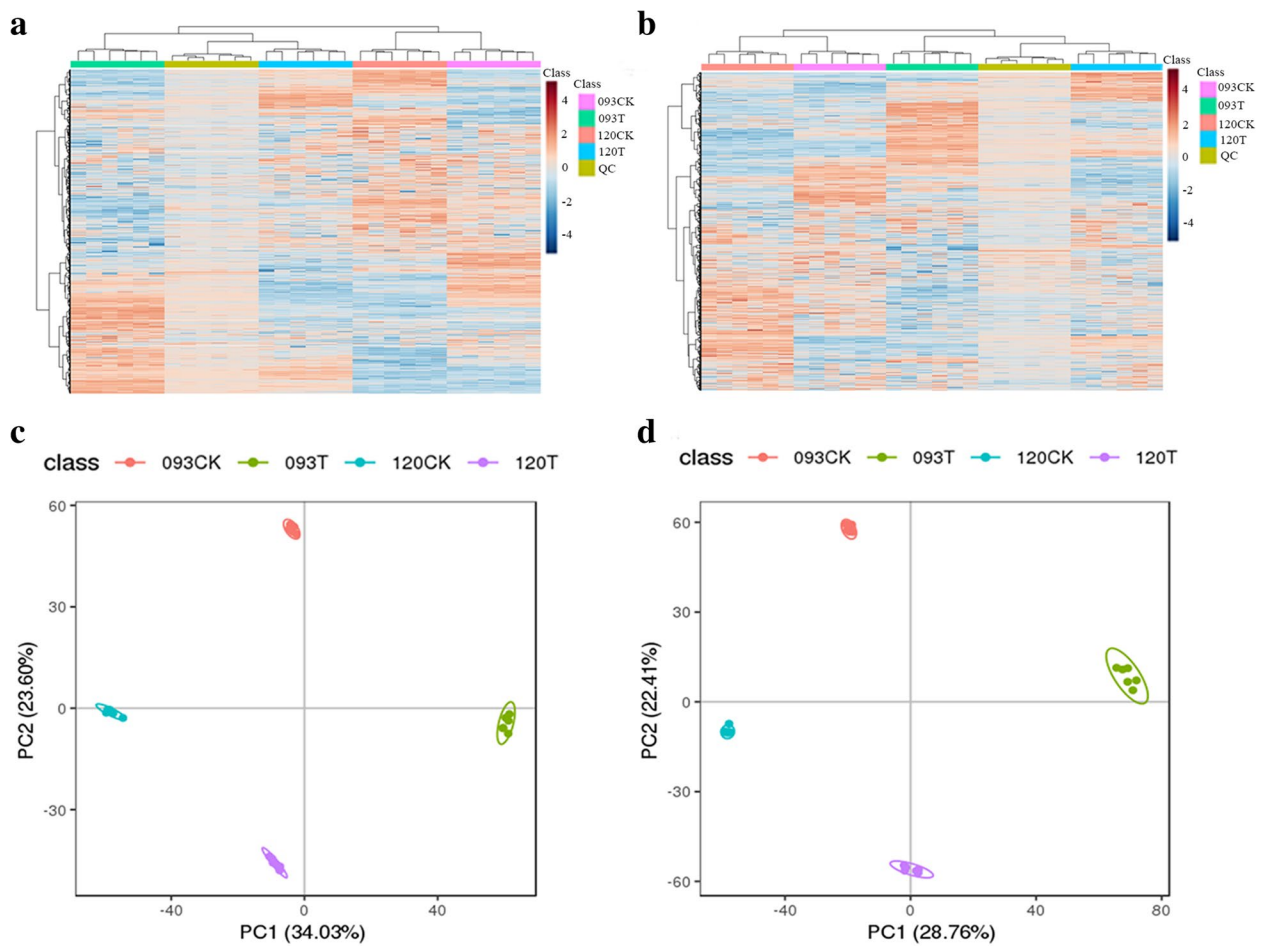 a
Class
4
2
0
-2
-4
Class
093CK
093T
120CK
120T
QC
b
Class
4
2
0
-2
-4
Class
093CK
093T
120CK
120T
QC
c
class 093CK 093T 120CK 120T
60
30
0
-30
-40 0 40
PC1 (34.03%)
PC2 (23.60%)
d
class 093CK 093T 120CK 120T
60
30
0
-30
-60
-40 0 40 80
PC1 (28.76%)
PC2 (22.41%)